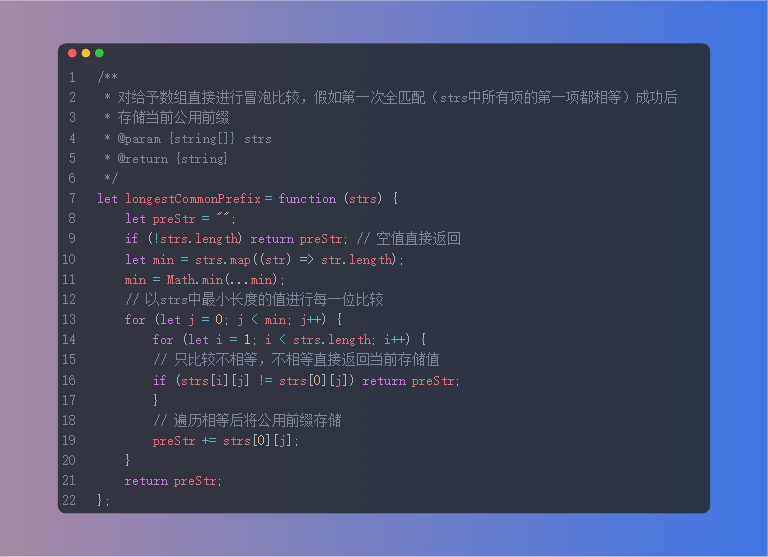 1 /**
2 * 对给予数组直接进行冒泡比较，假如第一次全匹配（strs中所有项的第一项都相等）成功后
3 * 存储当前公用前缀
4 * @param {string[]} strs
5 * @return {string}
6 */
7 let longestCommonPrefix = function (strs) {
8 let preStr = "";
9 if (!strs.length) return preStr; // 空值直接返回
10 let min = strs.map((str) => str.length);
11 min = Math.min(...min);
12 // 以strs中最小长度的值进行每一位比较
13 for (let j = 0; j < min; j++) {
14 for (let i = 1; i < strs.length; i++) {
15 // 只比较不相等，不相等直接返回当前存储值
16 if (strs[i][j] != strs[0][j]) return preStr;
17 }
18 // 遍历相等后将公用前缀存储
19 preStr += strs[0][j];
20 }
21 return preStr;
22 };